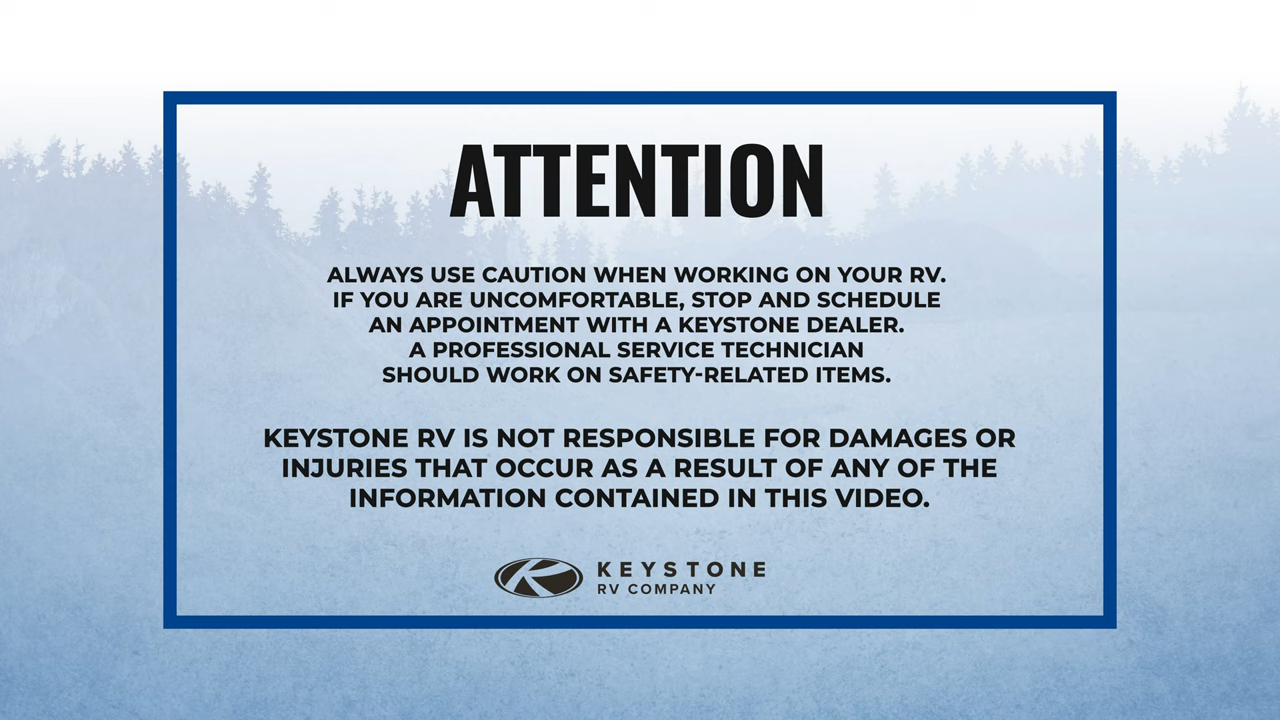 ATTENTION
ALWAYS USE CAUTION WHEN WORKING ON YOUR RV.
IF YOU ARE UNCOMFORTABLE, STOP AND SCHEDULE
AN APPOINTMENT WITH A KEYSTONE DEALER.
A PROFESSIONAL SERVICE TECHNICIAN
SHOULD WORK ON SAFETY-RELATED ITEMS.
KEYSTONE RV IS NOT RESPONSIBLE FOR DAMAGES OR
INJURIES THAT OCCUR AS A RESULT OF ANY OF THE
INFORMATION CONTAINED IN THIS VIDEO.
KEYSTONE
RV COMPANY